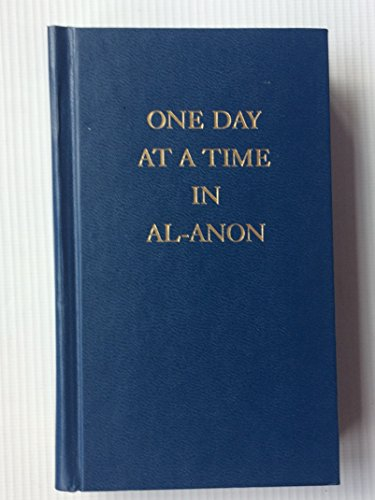 ONE DAY
AT A TIME
IN
AL-ANON